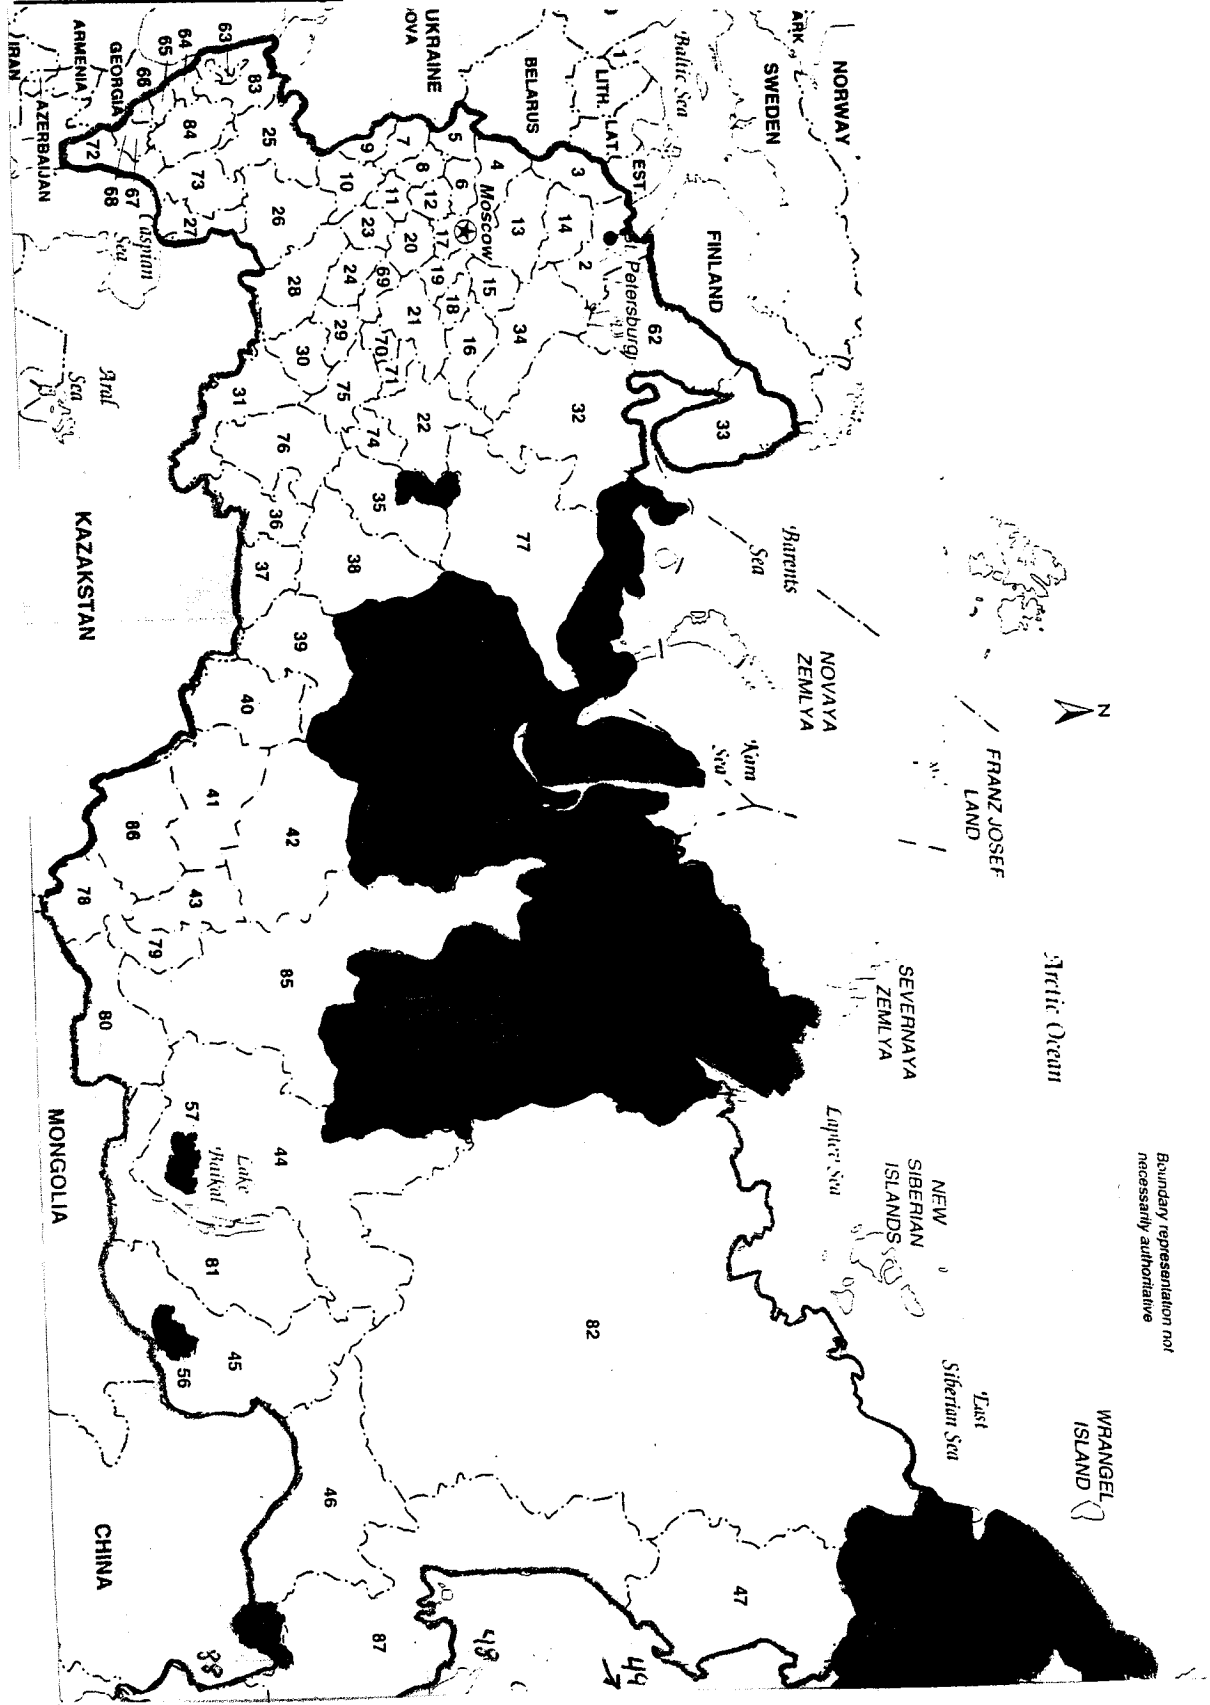 Boundary representation not
necessarily authoritative
WRANGEL
ISLAND
Arctic Ocean
FRANZ JOSEF
LAND
N
NOVAYA
ZEMLYA
SEVERNAYA
ZEMLYA
NEW
SIBERIAN
ISLANDS
East
Siberian Sea
Laptev Sea
Barents
Sea
Kara
Sea
NORWAY
SWEDEN
ARK
FINLAND
Baltic Sea
EST.
LAT.
LITH.
BELARUS
UKRAINE
OVA
St. Petersburg
Moscow
GEORGIA
ARMENIA
AZERBAIJAN
IRAN
Caspian
Sea
Aral
Sea
KAZAKSTAN
Lake
Baikal
MONGOLIA
CHINA
1
2
3
4
5
6
7
8
9
10
11
12
13
14
15
16
17
18
19
20
21
22
23
24
25
26
27
28
29
30
31
32
33
34
35
36
37
38
39
40
41
42
43
44
45
46
47
48
49
56
57
62
63
64
65
66
67
68
69
70
71
72
73
74
75
76
77
78
79
80
81
82
83
84
85
86
87
88